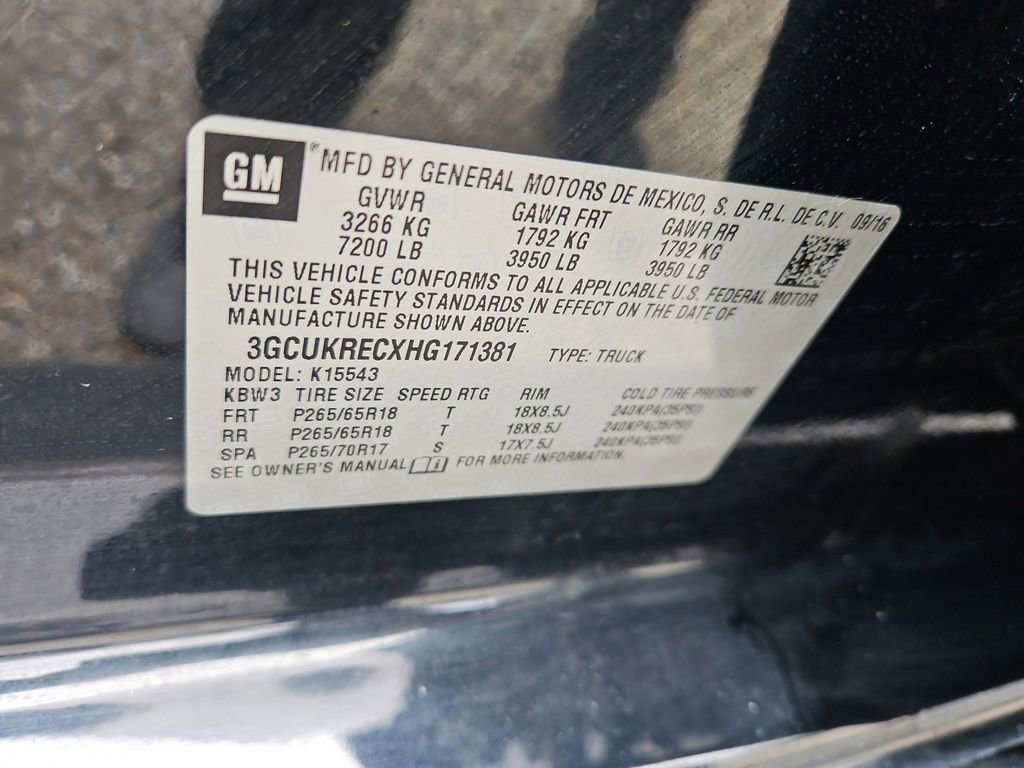 GM ® MFD BY GENERAL MOTORS DE MEXICO, S. DE R.L. DE C.V. 09/16
GVWR GAWR FRT GAWR RR
3266 KG 1792 KG 1792 KG
7200 LB 3950 LB 3950 LB
THIS VEHICLE CONFORMS TO ALL APPLICABLE U.S. FEDERAL MOTOR
VEHICLE SAFETY STANDARDS IN EFFECT ON THE DATE OF
MANUFACTURE SHOWN ABOVE.
3GCUKRECXHG171381 TYPE: TRUCK
MODEL: K15543
KBW3 TIRE SIZE SPEED RTG RIM COLD TIRE PRESSURE
FRT P265/65R18 T 18X8.5J 240KPA(35PSI)
RR P265/65R18 T 18X8.5J 240KPA(35PSI)
SPA P265/70R17 S 17X7.5J 240KPA(35PSI)
SEE OWNER'S MANUAL FOR MORE INFORMATION.